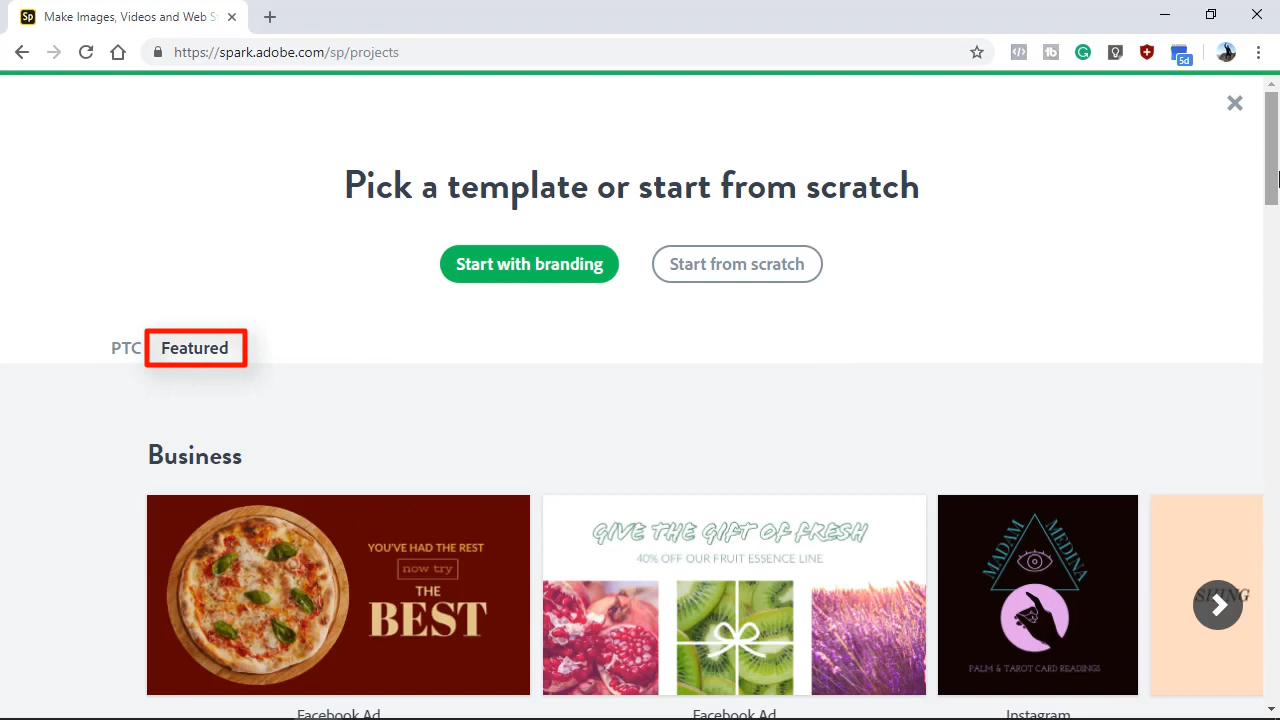 Sp Make Images, Videos and Web S
https://spark.adobe.com/sp/projects
5d
Pick a template or start from scratch
Start with branding
Start from scratch
PTC
Featured
Business
YOU'VE HAD THE REST
now try
THE
BEST
GIVE THE GIFT OF FRESH
40% OFF OUR FRUIT ESSENCE LINE
MADAM MEDINA
PALM & TAROT CARD READINGS
Facebook Ad
Facebook Ad
Instagram